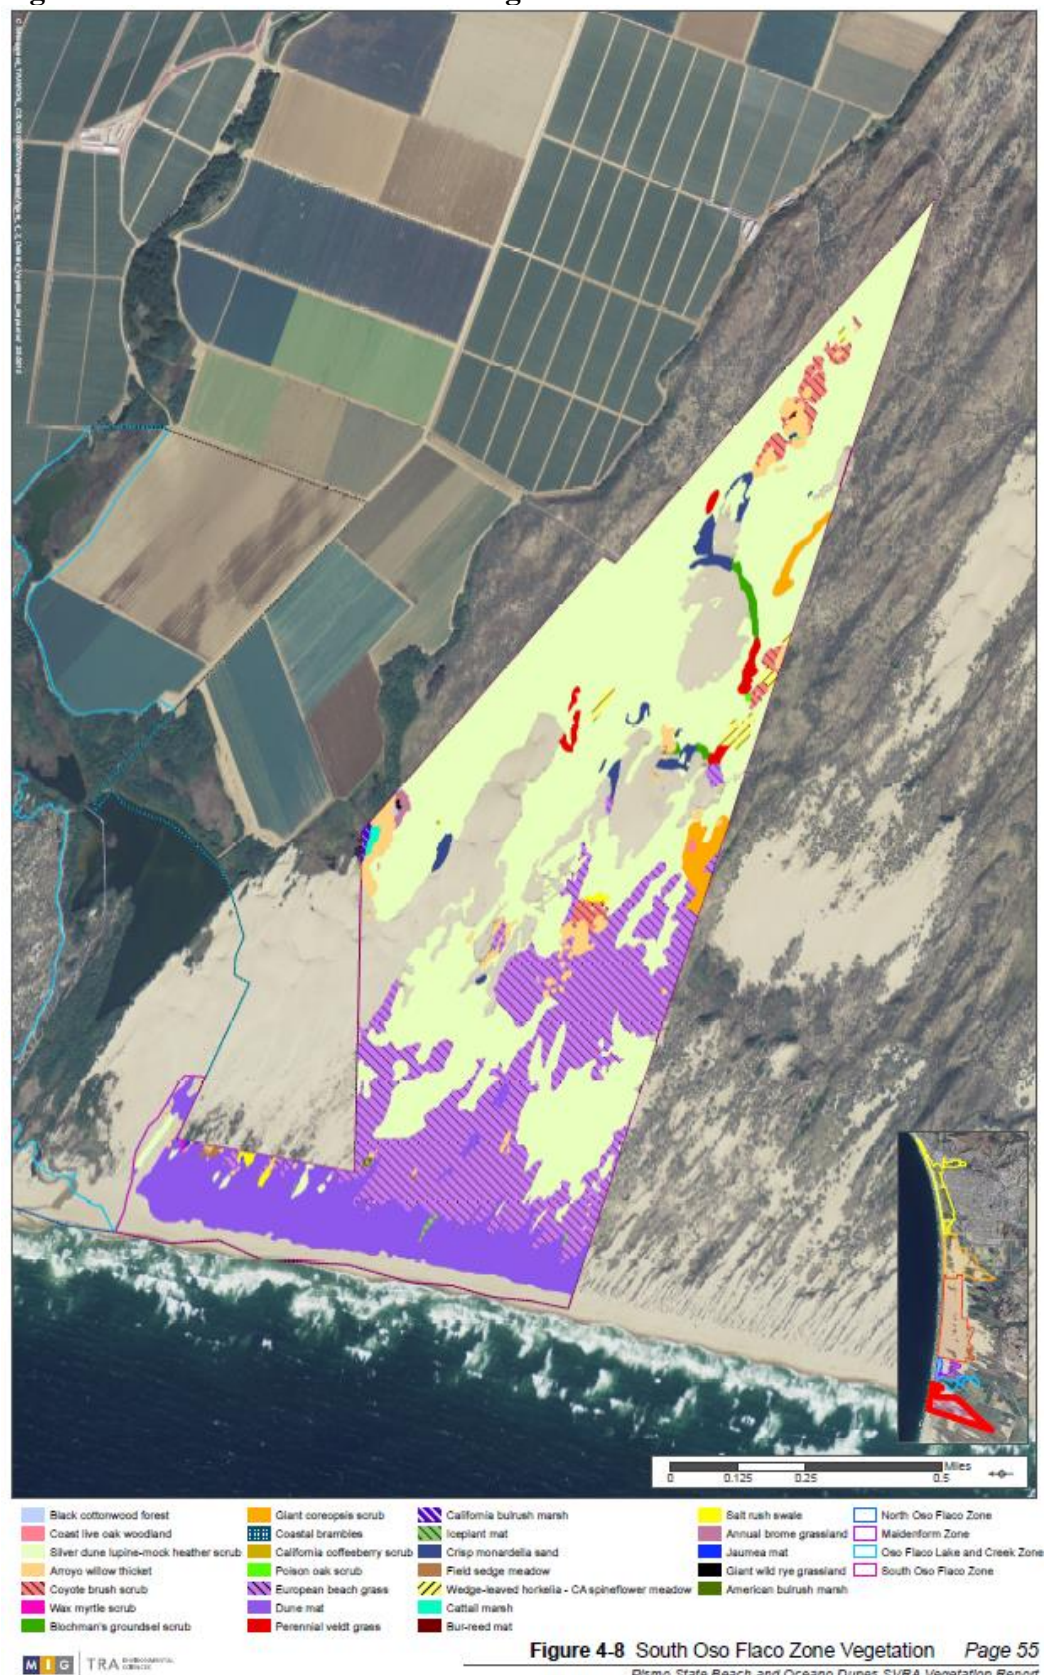 0 0.125 0.25 0.5 Miles
Black cottonwood forest
Coast live oak woodland
Silver dune lupine-mock heather scrub
Arroyo willow thicket
Coyote brush scrub
Wax myrtle scrub
Blochman's groundsel scrub
Giant coreopsis scrub
Coastal brambles
California coffeeberry scrub
Poison oak scrub
European beach grass
Dune mat
Perennial veldt grass
California bulrush marsh
Iceplant mat
Crisp monardella sand
Field sedge meadow
Wedge-leaved horkelia - CA spineflower meadow
Cattail marsh
Bur-reed mat
Salt rush swale
Annual brome grassland
Jaumea mat
Giant wild rye grassland
American bulrush marsh
North Oso Flaco Zone
Maidenform Zone
Oso Flaco Lake and Creek Zone
South Oso Flaco Zone
Figure 4-8 South Oso Flaco Zone Vegetation Page 55
Pismo State Beach and Oceano Dunes SVRA Vegetation Report
MIG TRA ENVIRONMENTAL SCIENCES